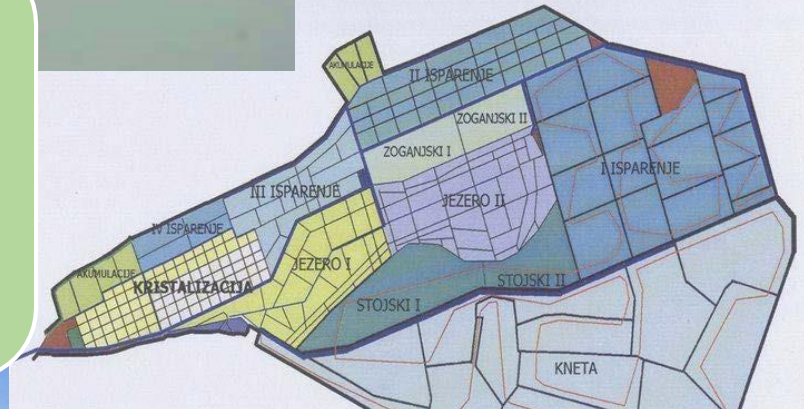 AKUMULACIJE
II ISPARENJE
ZOGANJSKI II
ZOGANJSKI I
I ISPARENJE
III ISPARENJE
JEZERO II
IV ISPARENJE
JEZERO I
AKUMULACIJE
KRISTALIZACIJA
STOJSKI II
STOJSKI I
KNETA